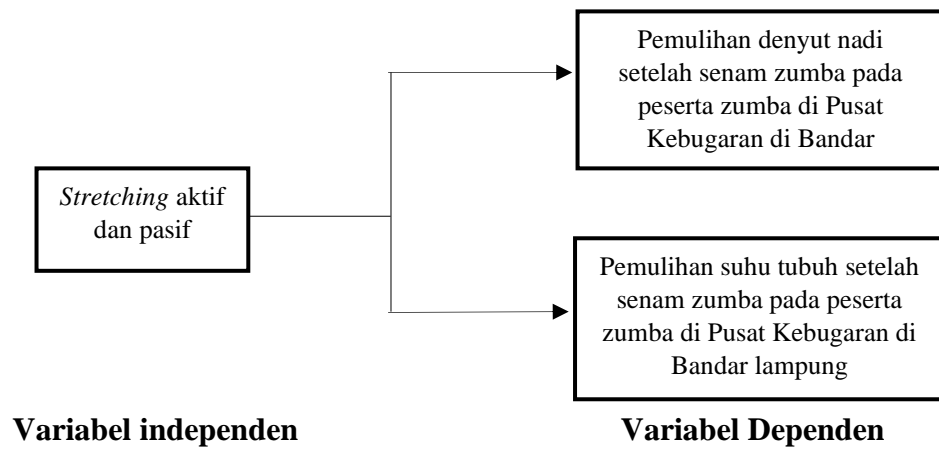 Pemulihan denyut nadi
setelah senam zumba pada
peserta zumba di Pusat
Kebugaran di Bandar
Stretching aktif
dan pasif
Pemulihan suhu tubuh setelah
senam zumba pada peserta
zumba di Pusat Kebugaran di
Bandar lampung
Variabel independen
Variabel Dependen